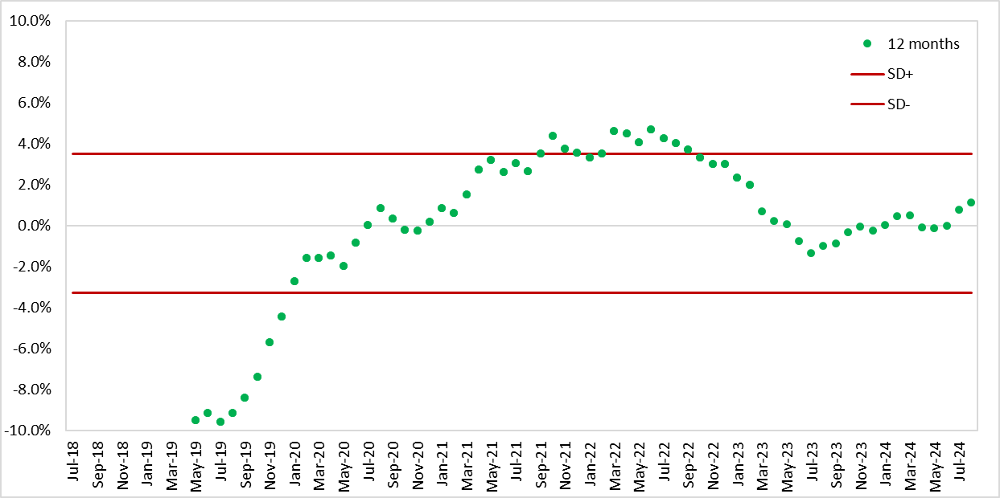 10.0%
8.0%
6.0%
4.0%
2.0%
0.0%
-2.0%
-4.0%
-6.0%
-8.0%
-10.0%
12 months
SD+
SD-
Jul-18
Sep-18
Nov-18
Jan-19
Mar-19
May-19
Jul-19
Sep-19
Nov-19
Jan-20
Mar-20
May-20
Jul-20
Sep-20
Nov-20
Jan-21
Mar-21
May-21
Jul-21
Sep-21
Nov-21
Jan-22
Mar-22
May-22
Jul-22
Sep-22
Nov-22
Jan-23
Mar-23
May-23
Jul-23
Sep-23
Nov-23
Jan-24
Mar-24
May-24
Jul-24